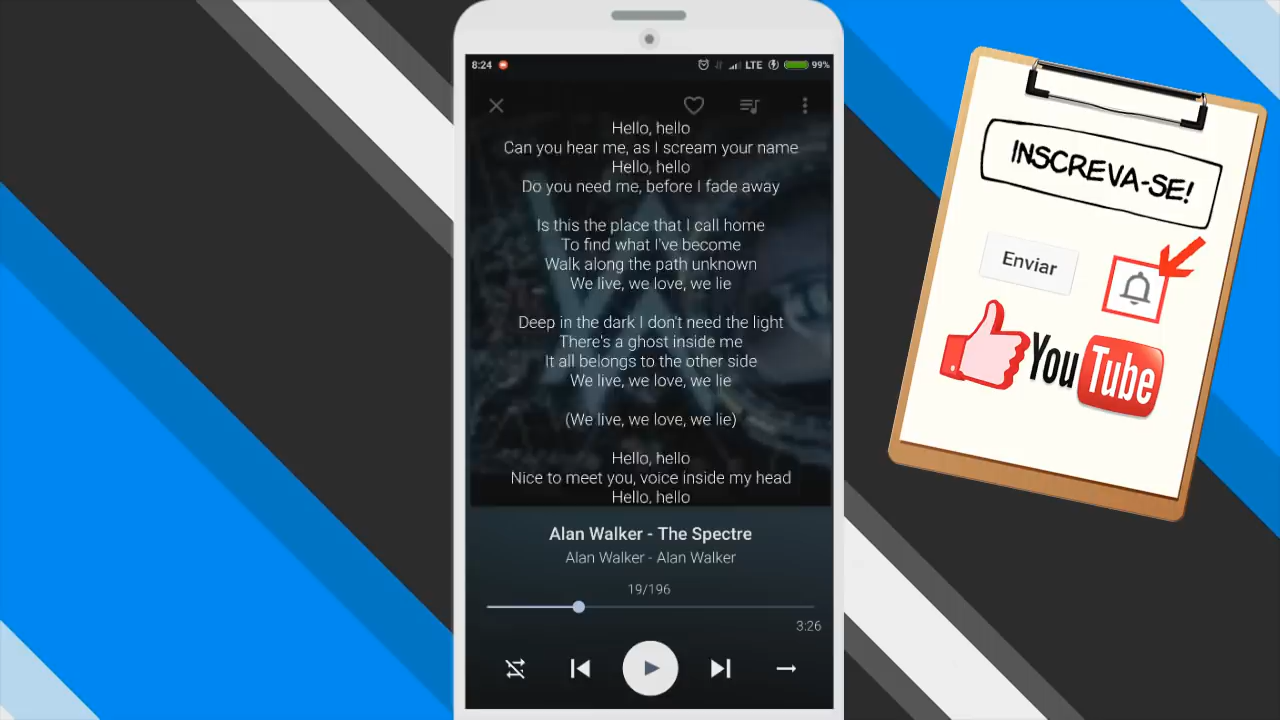 8:24 LTE 99%
Hello, hello
Can you hear me, as I scream your name
Hello, hello
Do you need me, before I fade away
Is this the place that I call home
To find what I've become
Walk along the path unknown
We live, we love, we lie
Deep in the dark I don't need the light
There's a ghost inside me
It all belongs to the other side
We live, we love, we lie
(We live, we love, we lie)
Hello, hello
Nice to meet you, voice inside my head
Hello, hello
Alan Walker - The Spectre
Alan Walker - Alan Walker
19/196
3:26
INSCREVA-SE!
Enviar
YouTube